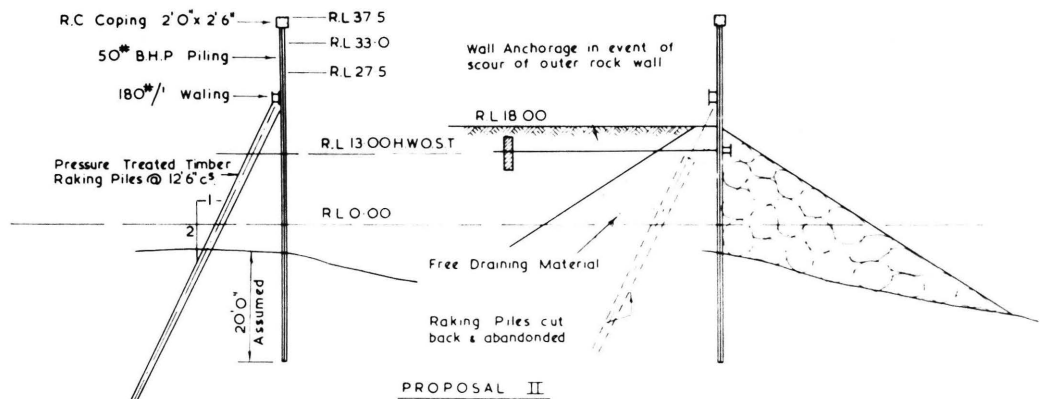 R.C Coping 2'0"x 2'6"
R.L 37 5
50# B.H.P Piling
R.L 33·0
R.L 27 5
180#/' Waling
R.L 13 00 H.W.O.S.T
Pressure Treated Timber
Raking Piles @ 12'6" cs.
1
2
R L 0·00
20'0"
Assumed
Wall Anchorage in event of
scour of outer rock wall
R.L 18 00
Free Draining Material
Raking Piles cut
back & abandonded
PROPOSAL II